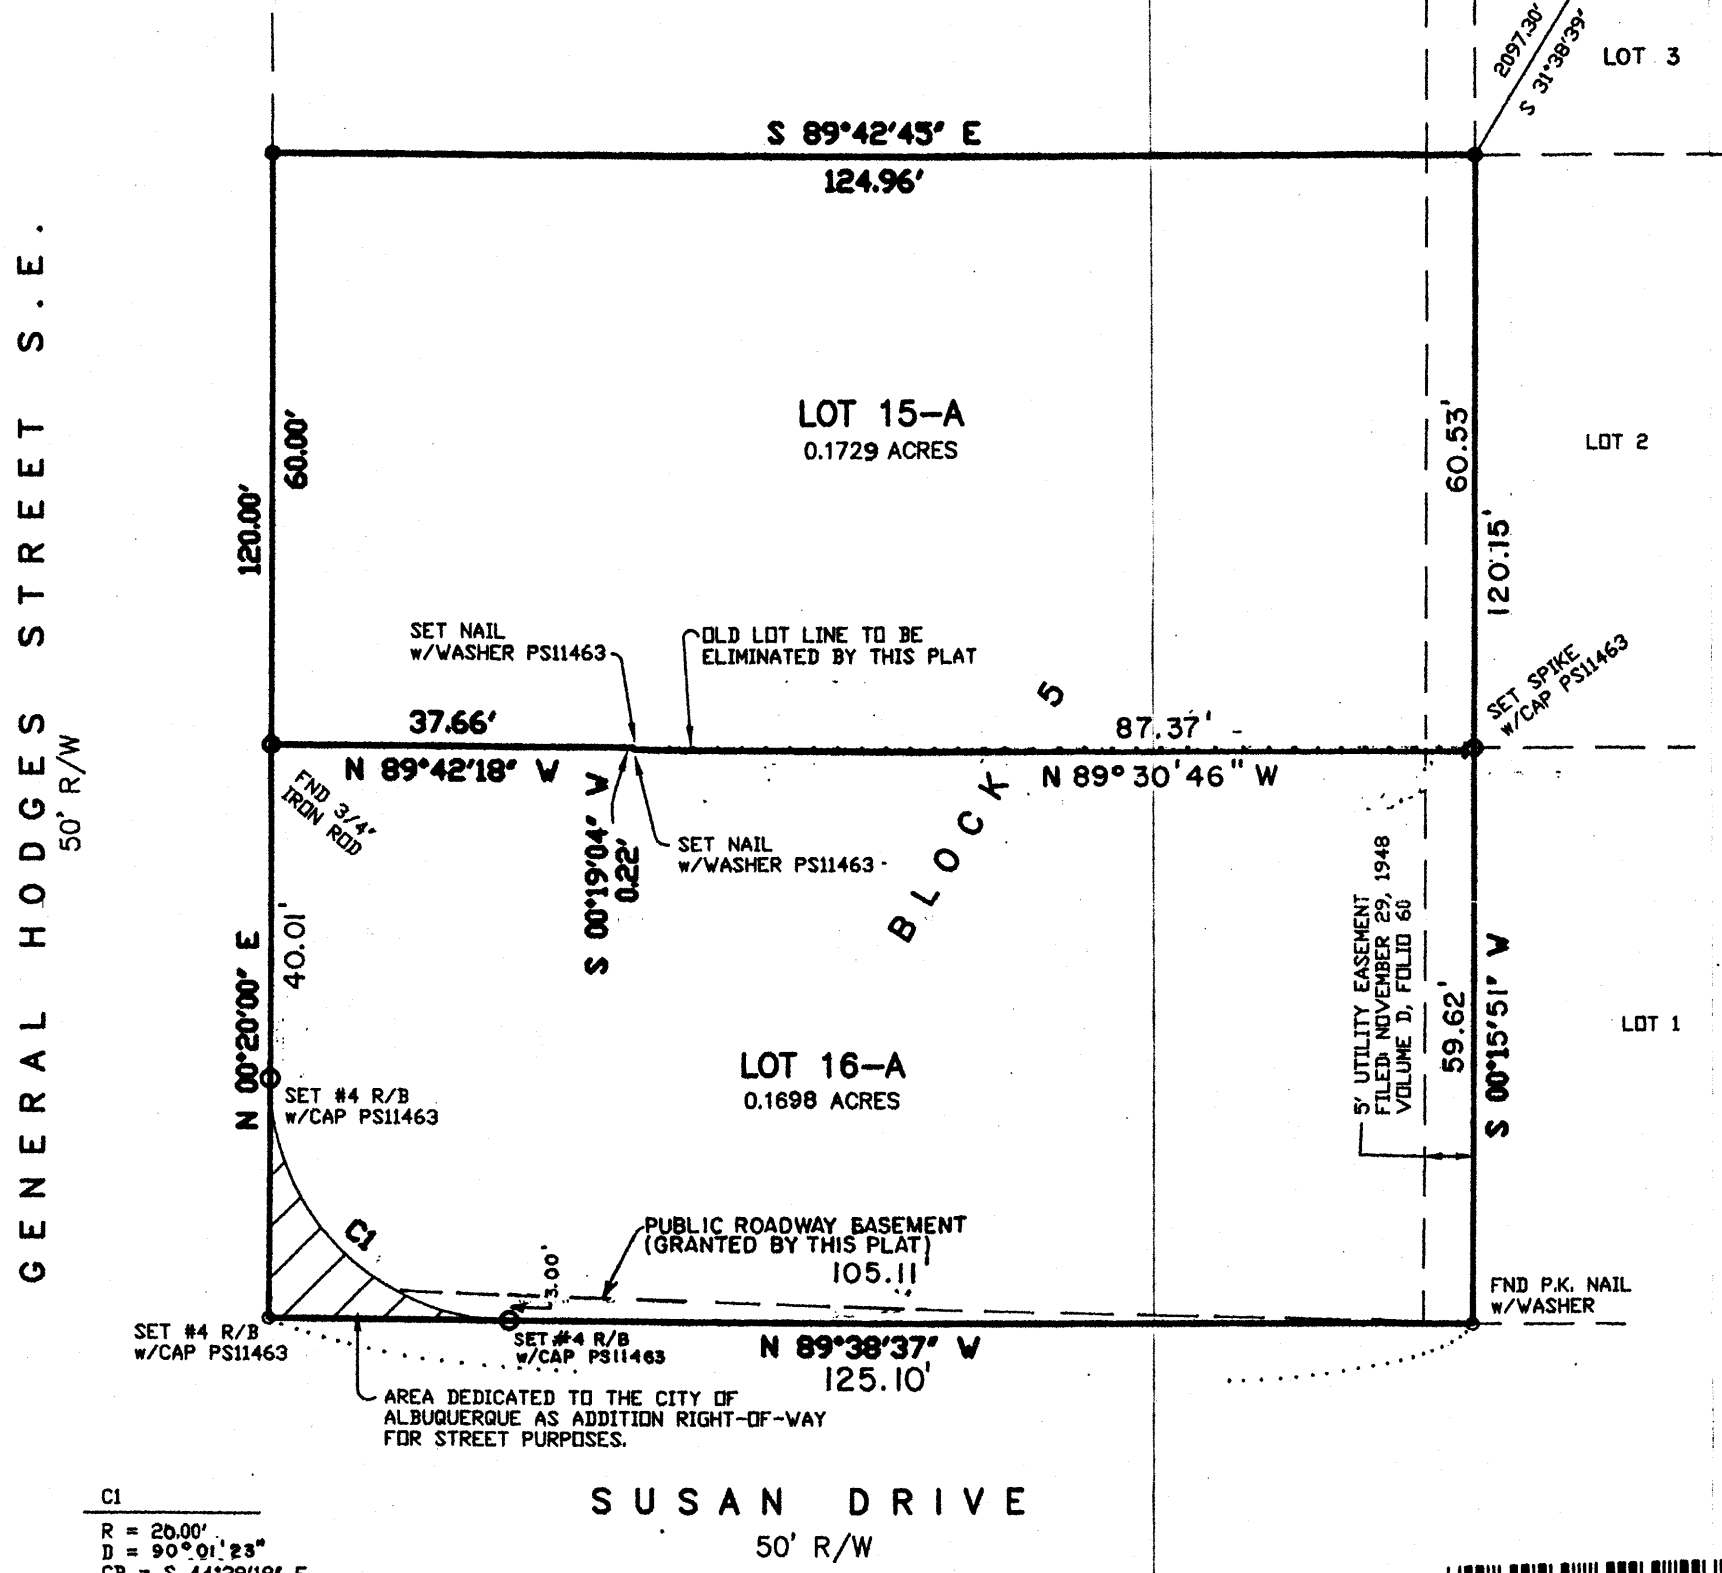 2097.30'
S 31°38'39"
LOT 3
S 89°42'45" E
124.96'
GENERAL HODGES STREET S.E.
50' R/W
LOT 15-A
0.1729 ACRES
60.00'
120.00'
60.53'
120.15'
LOT 2
SET NAIL
w/WASHER PS11463
OLD LOT LINE TO BE
ELIMINATED BY THIS PLAT
SET SPIKE
w/CAP PS11463
37.66'
N 89°42'18" W
87.37'
N 89°30'46" W
BLOCK 5
FND 3/4"
IRON ROD
S 00°19'04" W
0.22'
SET NAIL
w/WASHER PS11463
N 00°20'00" E
40.01'
5' UTILITY EASEMENT
FILED NOVEMBER 29, 1948
VOLUME D, FOLIO 60
59.62'
S 00°15'51" W
LOT 1
LOT 16-A
0.1698 ACRES
SET #4 R/B
w/CAP PS11463
C1
PUBLIC ROADWAY EASEMENT
(GRANTED BY THIS PLAT)
105.11'
3.00'
FND P.K. NAIL
w/WASHER
SET #4 R/B
w/CAP PS11463
SET #4 R/B
w/CAP PS11463
N 89°38'37" W
125.10'
AREA DEDICATED TO THE CITY OF
ALBUQUERQUE AS ADDITION RIGHT-OF-WAY
FOR STREET PURPOSES.
SUSAN DRIVE
50' R/W
C1
R = 20.00'
D = 90°01'23"